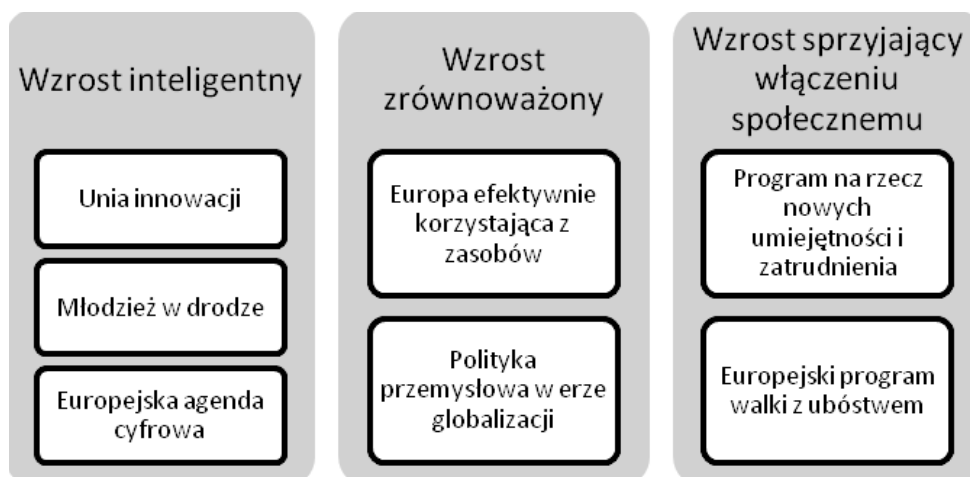 Wzrost inteligentny
Unia innowacji
Młodzież w drodze
Europejska agenda
cyfrowa
Wzrost
zrównoważony
Europa efektywnie
korzystająca z
zasobów
Polityka
przemysłowa w erze
globalizacji
Wzrost sprzyjający
włączeniu
społecznemu
Program na rzecz
nowych
umiejętności i
zatrudnienia
Europejski program
walki z ubóstwem